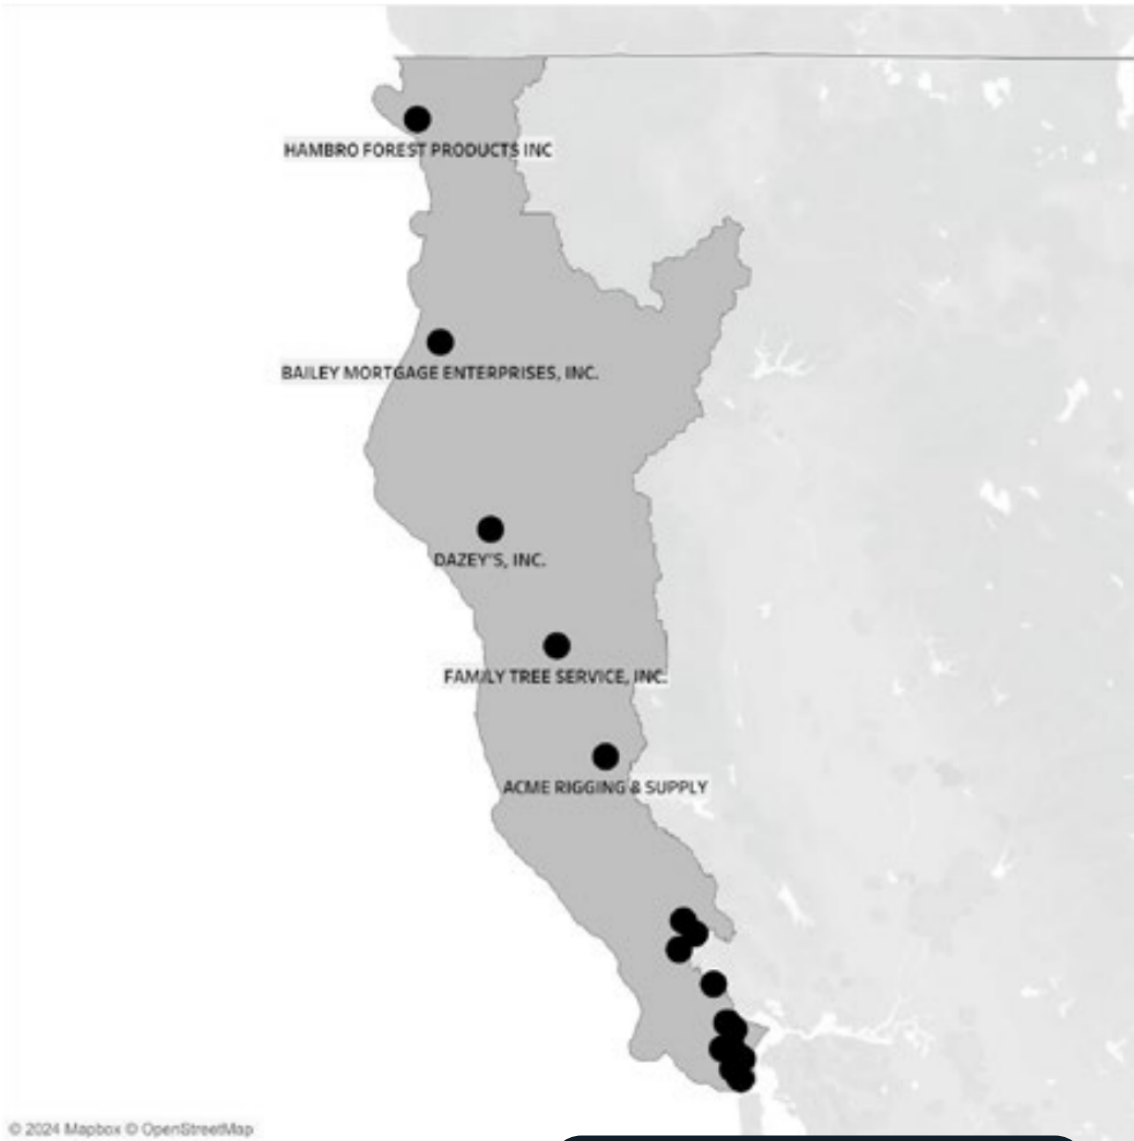 HAMBRO FOREST PRODUCTS INC
BAILEY MORTGAGE ENTERPRISES, INC.
DAZEY'S, INC.
FAMILY TREE SERVICE, INC.
ACME RIGGING & SUPPLY
© 2024 Mapbox © OpenStreetMap